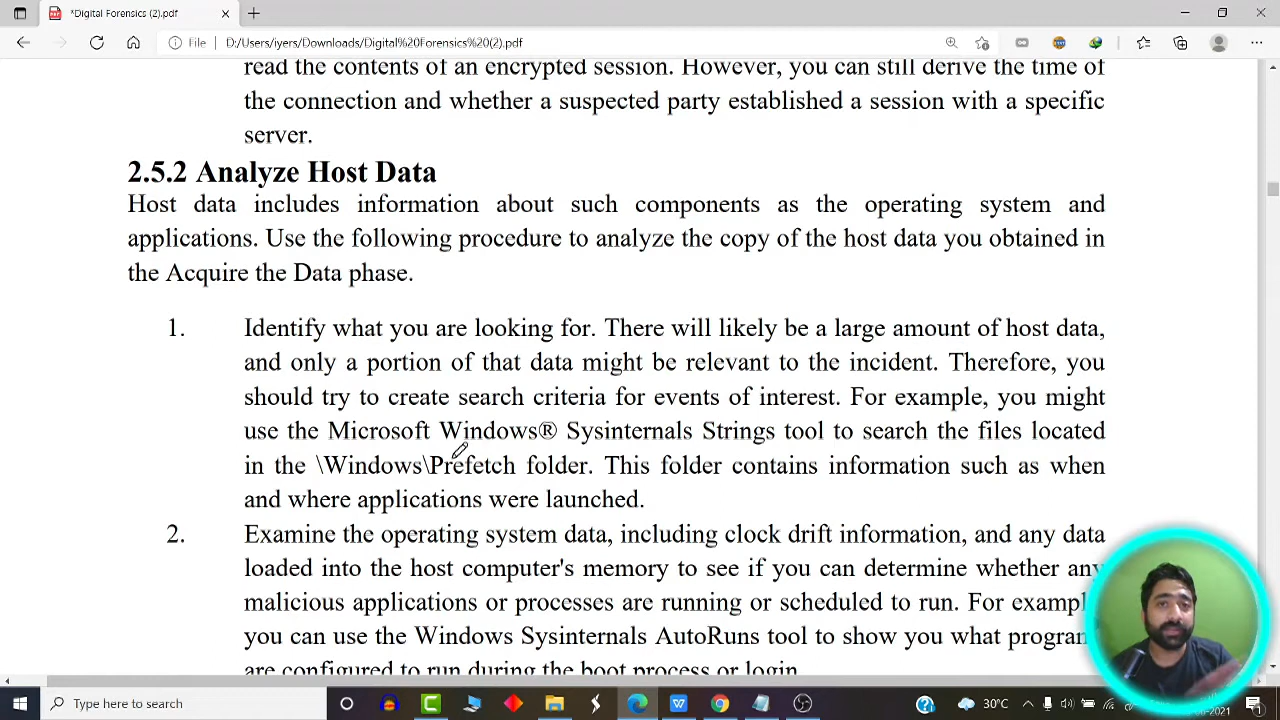 *Digital Forensics (2).pdf
File
D:/Users/iyers/Downloads/Digital%20Forensics%20(2).pdf
read the contents of an encrypted session. However, you can still derive the time of
the connection and whether a suspected party established a session with a specific
server.
2.5.2 Analyze Host Data
Host data includes information about such components as the operating system and
applications. Use the following procedure to analyze the copy of the host data you obtained in
the Acquire the Data phase.
1. Identify what you are looking for. There will likely be a large amount of host data,
and only a portion of that data might be relevant to the incident. Therefore, you
should try to create search criteria for events of interest. For example, you might
use the Microsoft Windows® Sysinternals Strings tool to search the files located
in the \Windows\Prefetch folder. This folder contains information such as when
and where applications were launched.
2. Examine the operating system data, including clock drift information, and any data
loaded into the host computer's memory to see if you can determine whether any
malicious applications or processes are running or scheduled to run. For exampl
you can use the Windows Sysinternals AutoRuns tool to show you what program
are configured to run during the boot process or login.
Type here to search
30°C